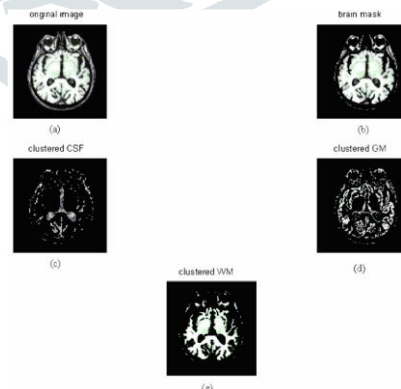 original image
brain mask
(a)
(b)
clustered CSF
clustered GM
(c)
(d)
clustered WM
(e)